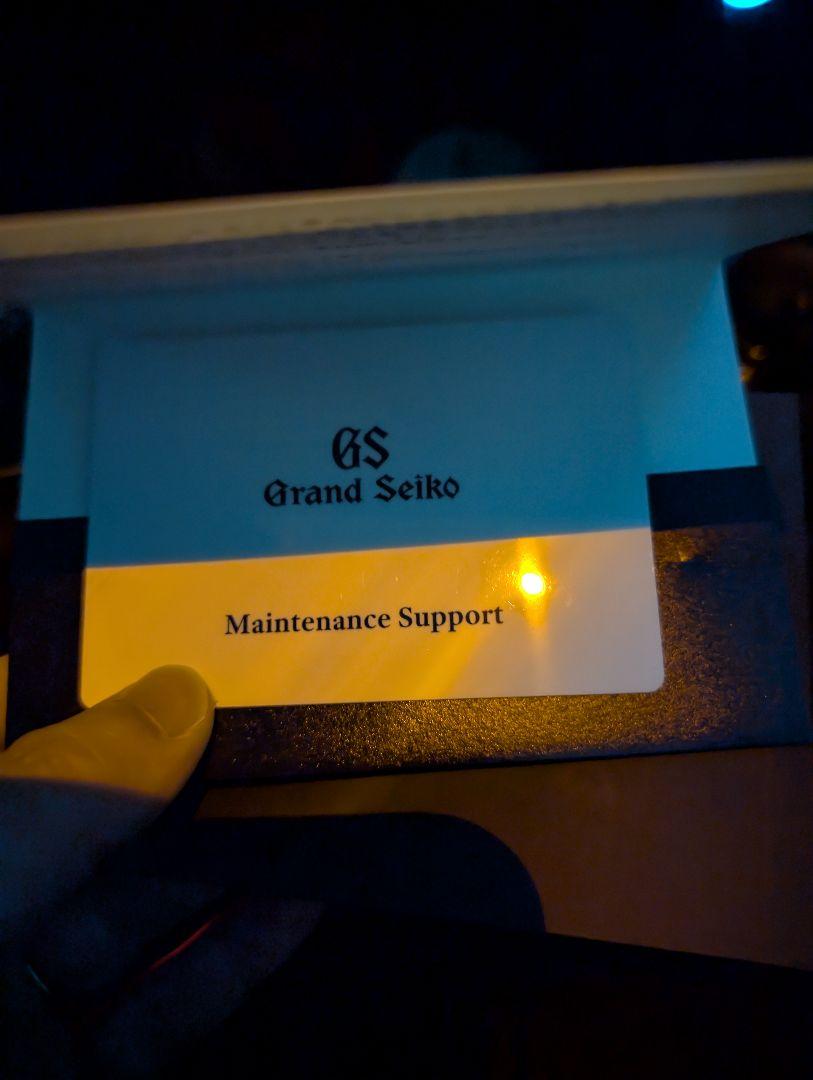 GS
Grand Seiko
Maintenance Support